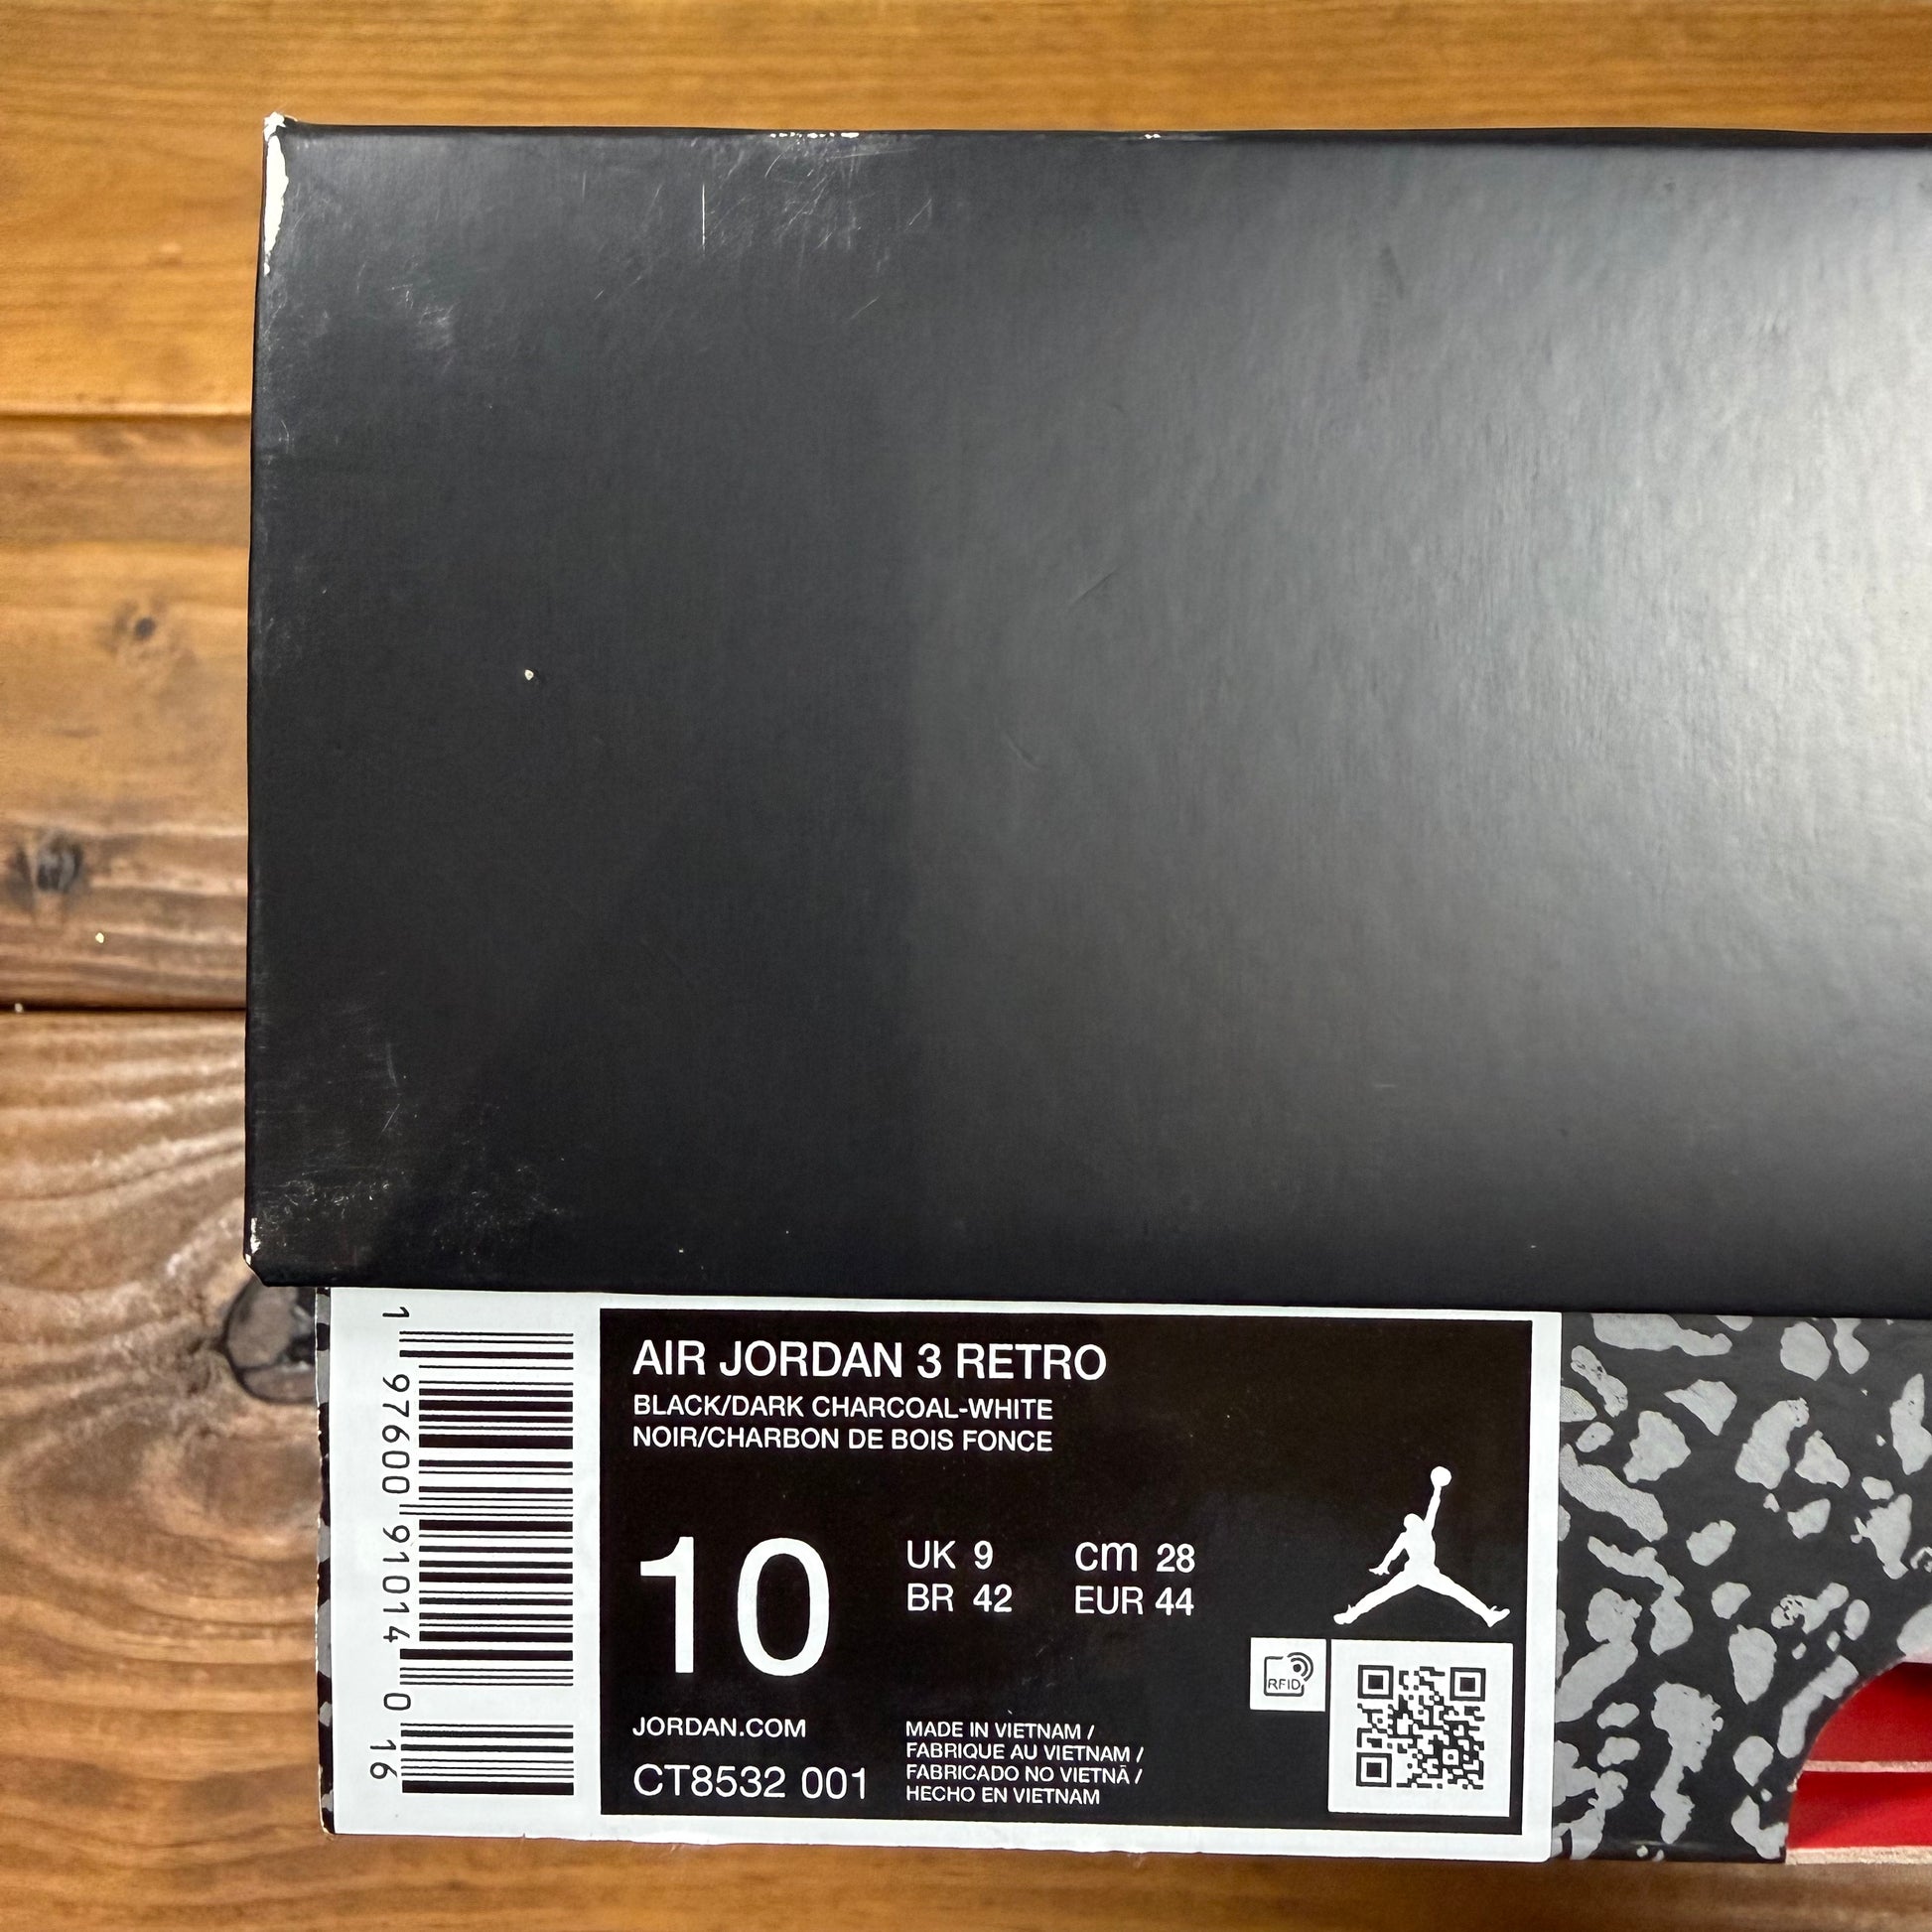 AIR JORDAN 3 RETRO
BLACK/DARK CHARCOAL-WHITE
NOIR/CHARBON DE BOIS FONCE
10
UK 9 cm 28
BR 42 EUR 44
RFID
JORDAN.COM
CT8532 001
MADE IN VIETNAM /
FABRIQUE AU VIETNAM /
FABRICADO NO VIETNÃ /
HECHO EN VIETNAM
1 97600 91014 0 16